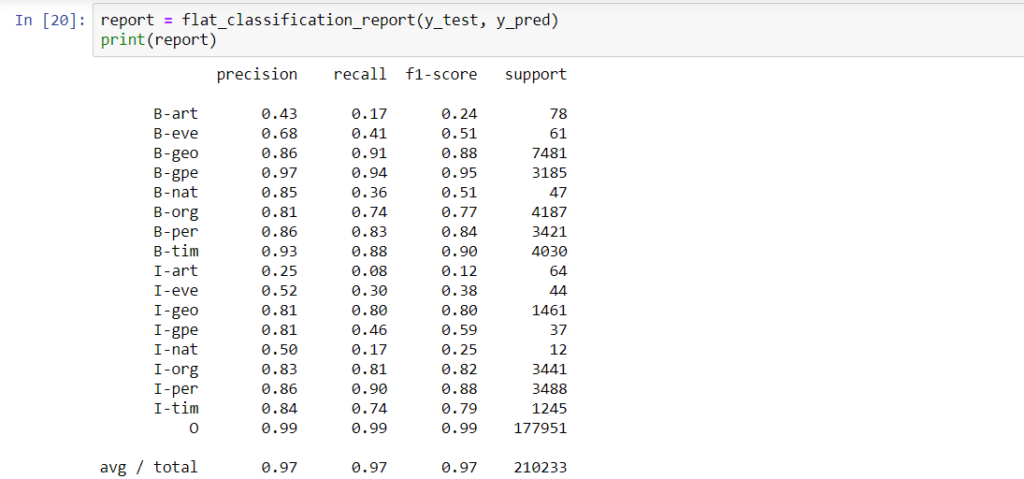 In [20]: report = flat_classification_report(y_test, y_pred)
print(report)
precision recall f1-score support
B-art 0.43 0.17 0.24 78
B-eve 0.68 0.41 0.51 61
B-geo 0.86 0.91 0.88 7481
B-gpe 0.97 0.94 0.95 3185
B-nat 0.85 0.36 0.51 47
B-org 0.81 0.74 0.77 4187
B-per 0.86 0.83 0.84 3421
B-tim 0.93 0.88 0.90 4030
I-art 0.25 0.08 0.12 64
I-eve 0.52 0.30 0.38 44
I-geo 0.81 0.80 0.80 1461
I-gpe 0.81 0.46 0.59 37
I-nat 0.50 0.17 0.25 12
I-org 0.83 0.81 0.82 3441
I-per 0.86 0.90 0.88 3488
I-tim 0.84 0.74 0.79 1245
O 0.99 0.99 0.99 177951
avg / total 0.97 0.97 0.97 210233